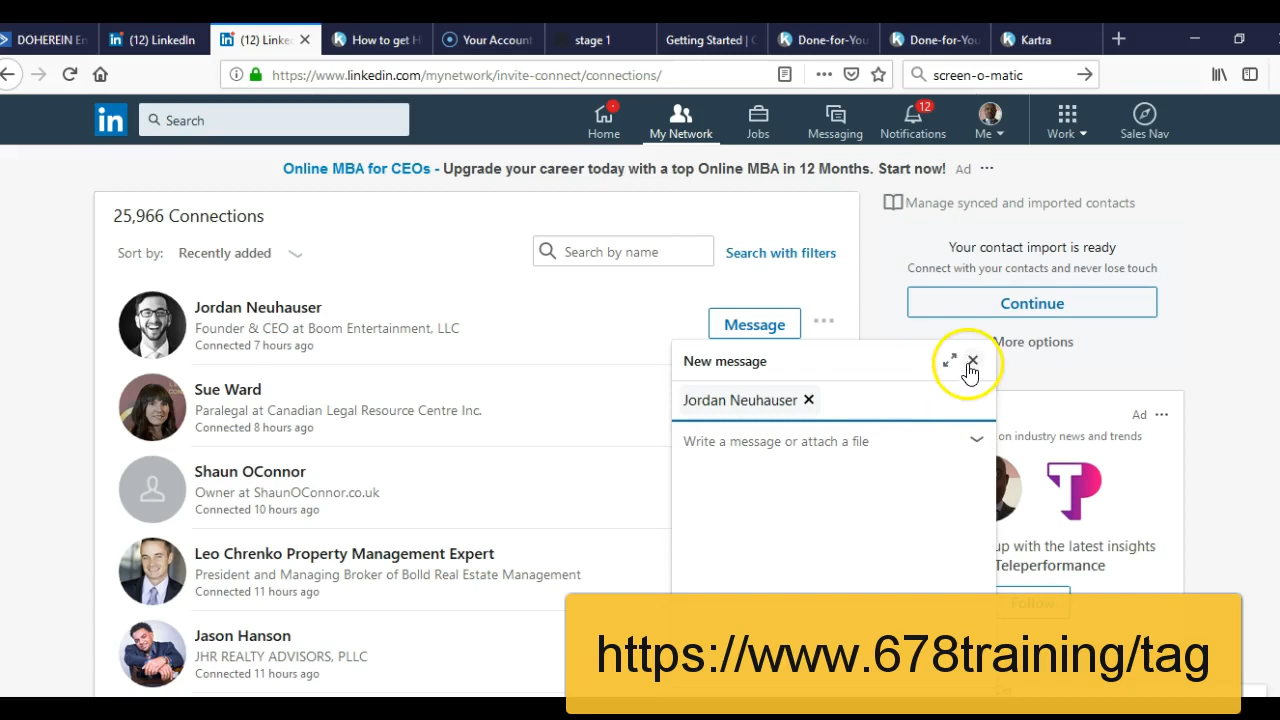 DOHEREIN En
(12) LinkedIn
(12) Linke
How to get H
Your Accoun
stage 1
Getting Started | C
Done-for-You
Done-for-You
Kartra
https://www.linkedin.com/mynetwork/invite-connect/connections/
screen-o-matic
in
Search
Home
My Network
Jobs
Messaging
12
Notifications
Me
Work
Sales Nav
Online MBA for CEOs - Upgrade your career today with a top Online MBA in 12 Months. Start now! Ad
25,966 Connections
Sort by: Recently added
Search by name
Search with filters
Manage synced and imported contacts
Your contact import is ready
Connect with your contacts and never lose touch
Continue
More options
Jordan Neuhauser
Founder & CEO at Boom Entertainment, LLC
Connected 7 hours ago
Message
New message
Jordan Neuhauser
Write a message or attach a file
Sue Ward
Paralegal at Canadian Legal Resource Centre Inc.
Connected 8 hours ago
Shaun OConnor
Owner at ShaunOConnor.co.uk
Connected 10 hours ago
Leo Chrenko Property Management Expert
President and Managing Broker of Bolld Real Estate Management
Connected 11 hours ago
Jason Hanson
JHR REALTY ADVISORS, PLLC
Connected 11 hours ago
Ad
on industry news and trends
up with the latest insights
Teleperformance
Follow
https://www.678training/tag